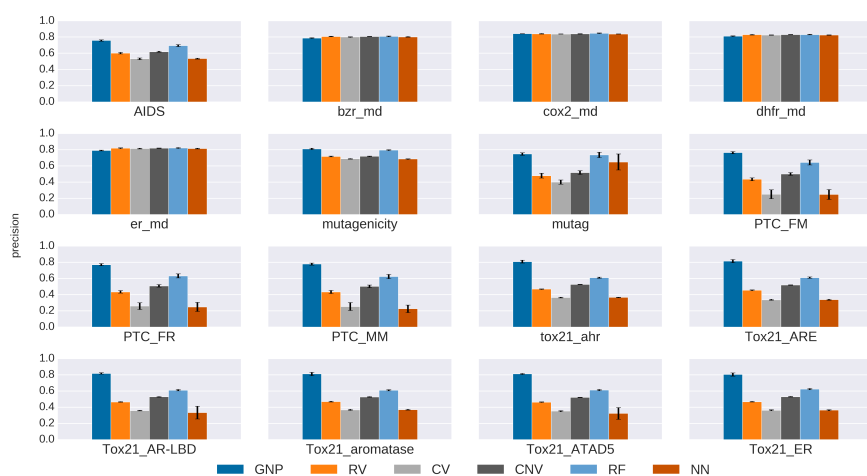 1.0
0.8
0.6
0.4
0.2
0.0
AIDS
bzr_md
cox2_md
dhfr_md
1.0
0.8
0.6
0.4
0.2
0.0
er_md
mutagenicity
mutag
PTC_FM
precision
1.0
0.8
0.6
0.4
0.2
0.0
PTC_FR
PTC_MM
tox21_ahr
Tox21_ARE
1.0
0.8
0.6
0.4
0.2
0.0
Tox21_AR-LBD
Tox21_aromatase
Tox21_ATAD5
Tox21_ER
GNP RV CV CNV RF NN